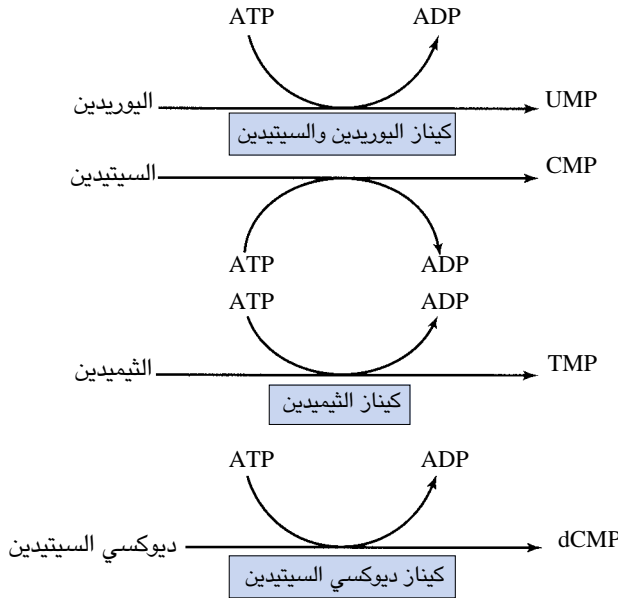 ATP ADP
اليوريدين UMP
كيناز اليوريدين والسيتيدين
السيتيدين CMP
ATP ADP
ATP ADP
الثيميدين TMP
كيناز الثيميدين
ATP ADP
ديوكسي السيتيدين dCMP
كيناز ديوكسي السيتيدين